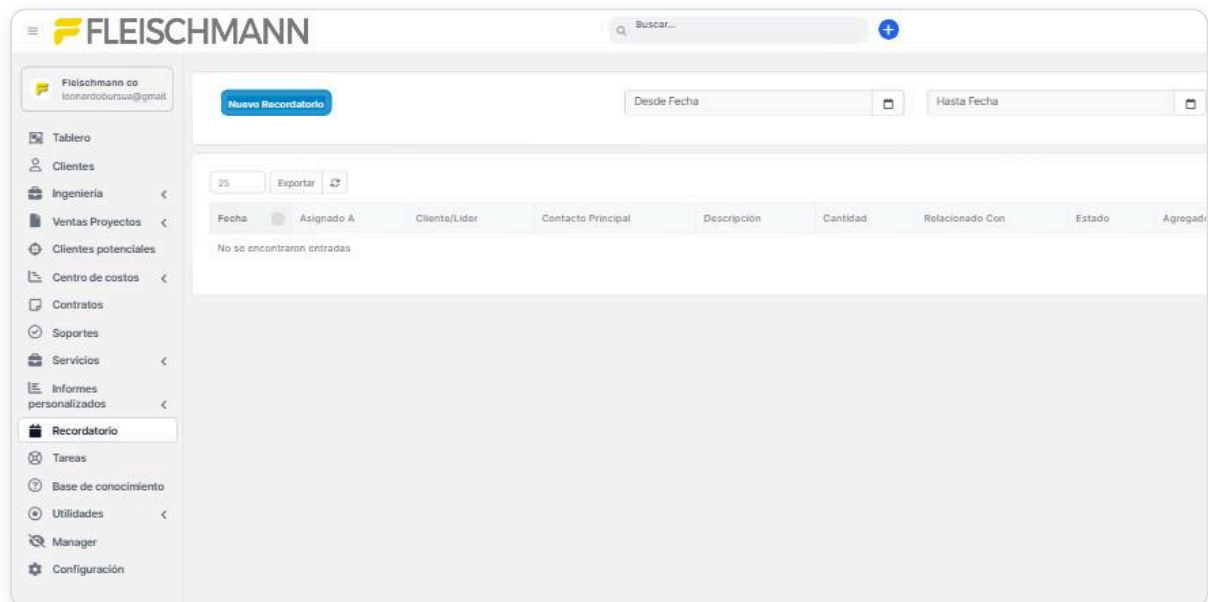 FLEISCHMANN
Buscar...
Fleischmann co
leonardobursua@gmail
Nuevo Recordatorio
Desde Fecha
Hasta Fecha
Tablero
Clientes
Ingeniería
Ventas Proyectos
Clientes potenciales
Centro de costos
Contratos
Soportes
Servicios
Informes
personalizados
Recordatorio
Tareas
Base de conocimiento
Utilidades
Manager
Configuración
25
Exportar
Fecha Asignado A Cliente/Líder Contacto Principal Descripción Cantidad Relacionado Con Estado Agregado
No se encontraron entradas